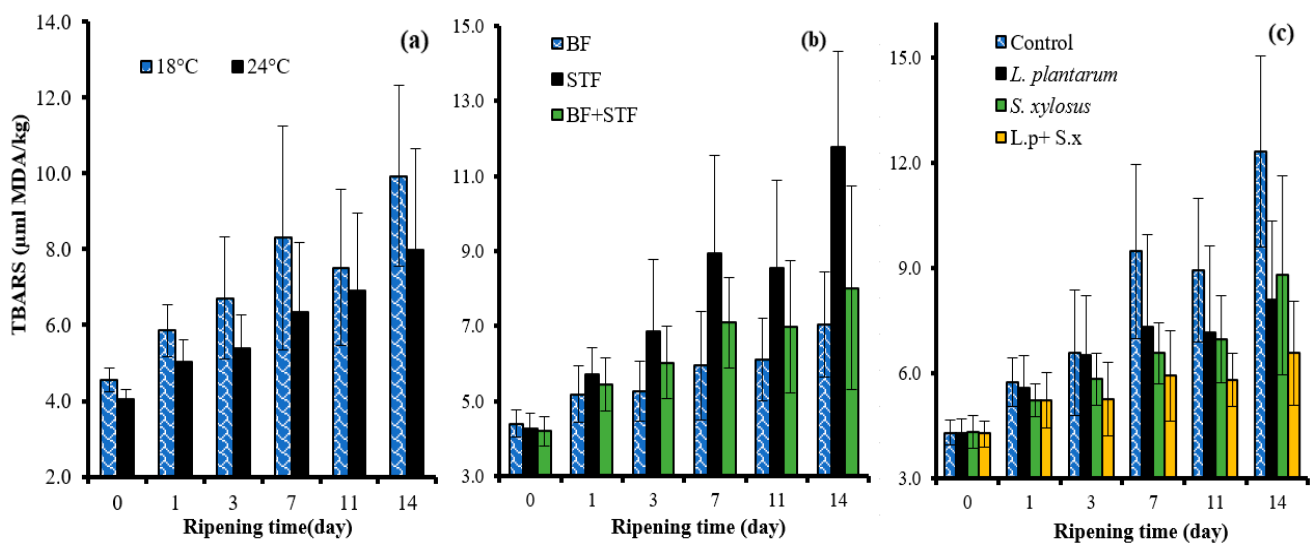 TBARS (µml MDA/kg)
14.0
12.0
10.0
8.0
6.0
4.0
2.0
(a)
18°C 24°C
0 1 3 7 11 14
Ripening time(day)
15.0
13.0
11.0
9.0
7.0
5.0
3.0
(b)
BF
STF
BF+STF
0 1 3 7 11 14
Ripening time (day)
15.0
12.0
9.0
6.0
3.0
(c)
Control
L. plantarum
S. xylosus
L.p+ S.x
0 1 3 7 11 14
Ripening time (day)